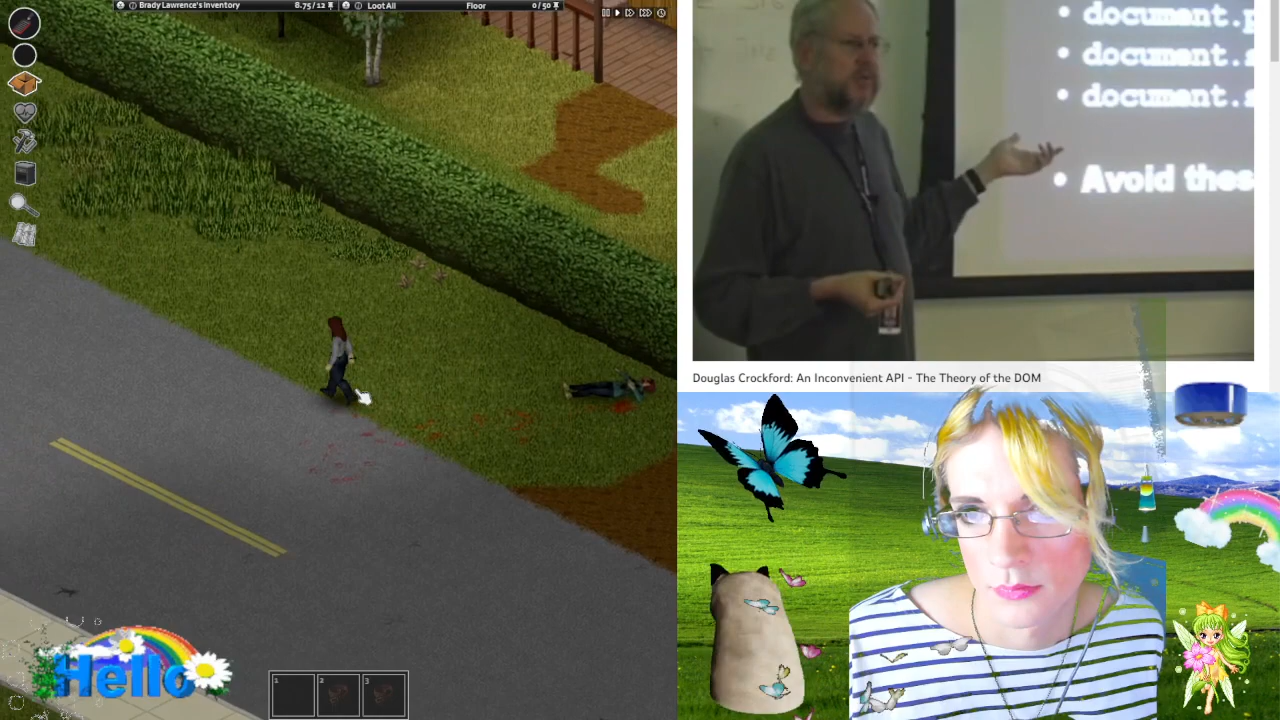 Brady Lawrence's Inventory 8.75 / 12 Loot All Floor 0 / 50
1 2 3
Hello
• document.
• document.
• document.
• Avoid
Douglas Crockford: An Inconvenient API - The Theory of the DOM